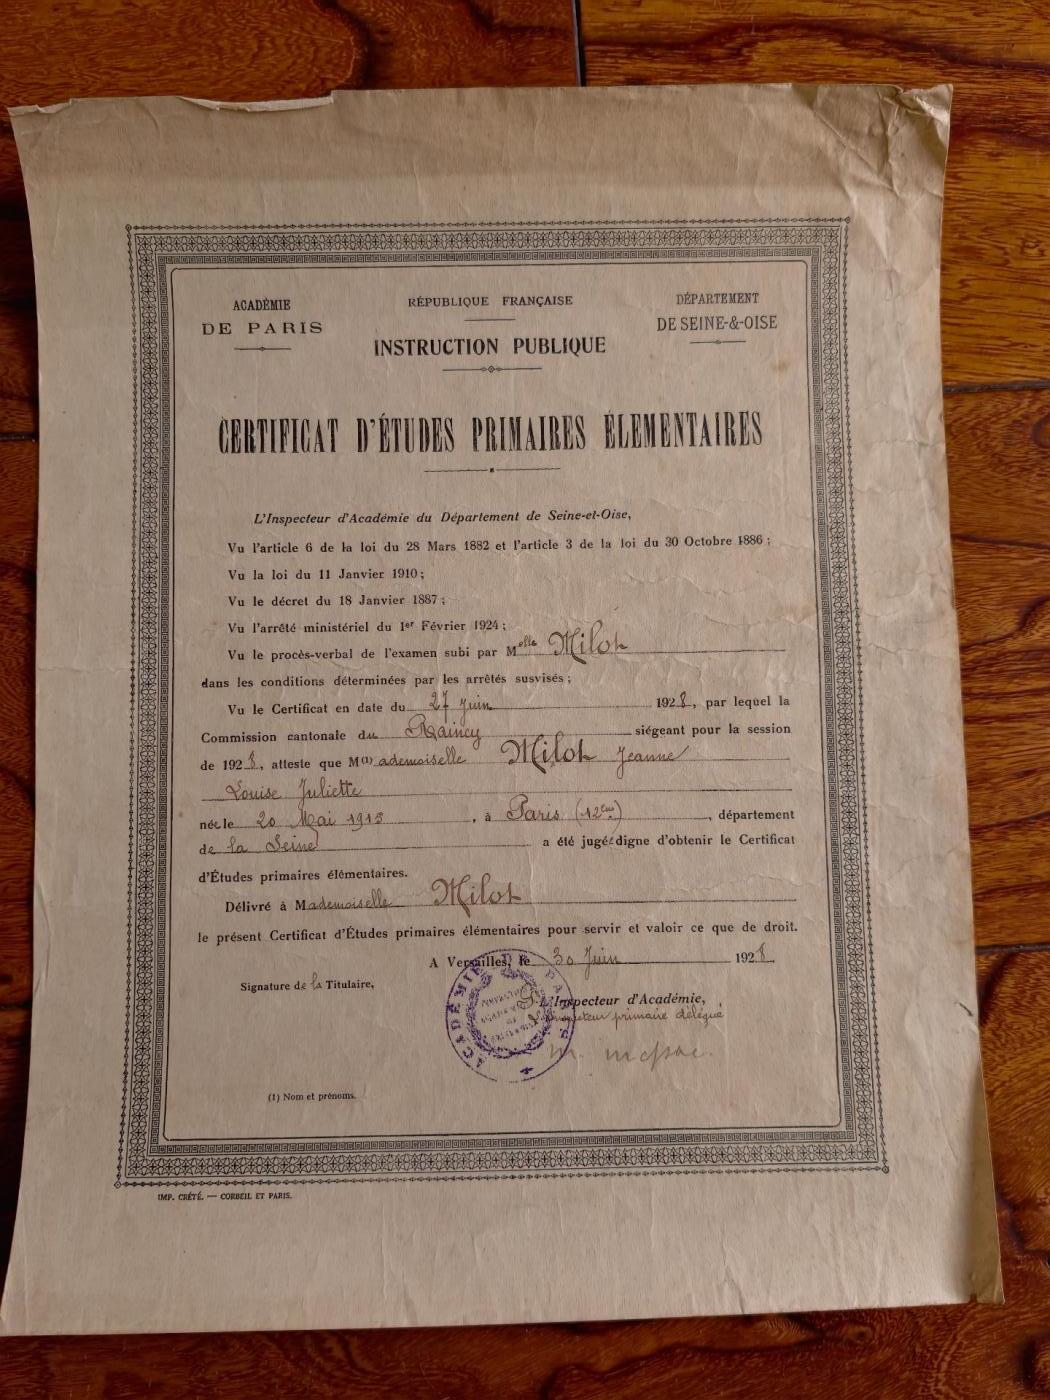 ACADÉMIE
DE PARIS
RÉPUBLIQUE FRANÇAISE
INSTRUCTION PUBLIQUE
DÉPARTEMENT
DE SEINE-&-OISE
CERTIFICAT D'ÉTUDES PRIMAIRES ÉLEMENTAIRES
L'Inspecteur d'Académie du Département de Seine-et-Oise,
Vu l'article 6 de la loi du 28 Mars 1882 et l'article 3 de la loi du 30 Octobre 1886 ;
Vu la loi du 11 Janvier 1910 ;
Vu le décret du 18 Janvier 1887 ;
Vu l'arrêté ministériel du 1er Février 1924 ;
Vu le procès-verbal de l'examen subi par Melle Milot
dans les conditions déterminées par les arrêtés susvisés ;
Vu le Certificat en date du 27 Juin 1928, par lequel la
Commission cantonale du Raincy siégeant pour la session
de 1928, atteste que M(1) ademoiselle Milot Jeanne
Louise Juliette
née le 20 Mai 1915, à Paris (12em), département
de la Seine a été jugée digne d'obtenir le Certificat
d'Études primaires élémentaires.
Délivré à Mademoiselle Milot
le présent Certificat d'Études primaires élémentaires pour servir et valoir ce que de droit.
A Versailles, le 30 Juin 1928.
Signature de la Titulaire,
L'Inspecteur d'Académie,
primaire délégué
ACADÉMIE DE PARIS
(1) Nom et prénoms.
IMP. CRÉTÉ. — CORBEIL ET PARIS.